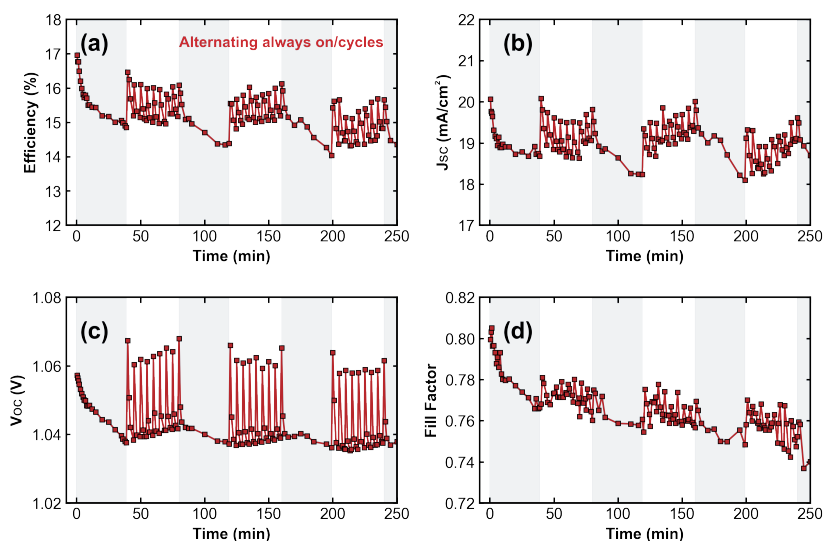 (a)
Alternating always on/cycles
Efficiency (%)
18
17
16
15
14
13
12
0 50 100 150 200 250
Time (min)
(b)
JSC (mA/cm²)
22
21
20
19
18
17
0 50 100 150 200 250
Time (min)
(c)
VOC (V)
1.08
1.06
1.04
1.02
0 50 100 150 200 250
Time (min)
(d)
Fill Factor
0.82
0.80
0.78
0.76
0.74
0.72
0 50 100 150 200 250
Time (min)